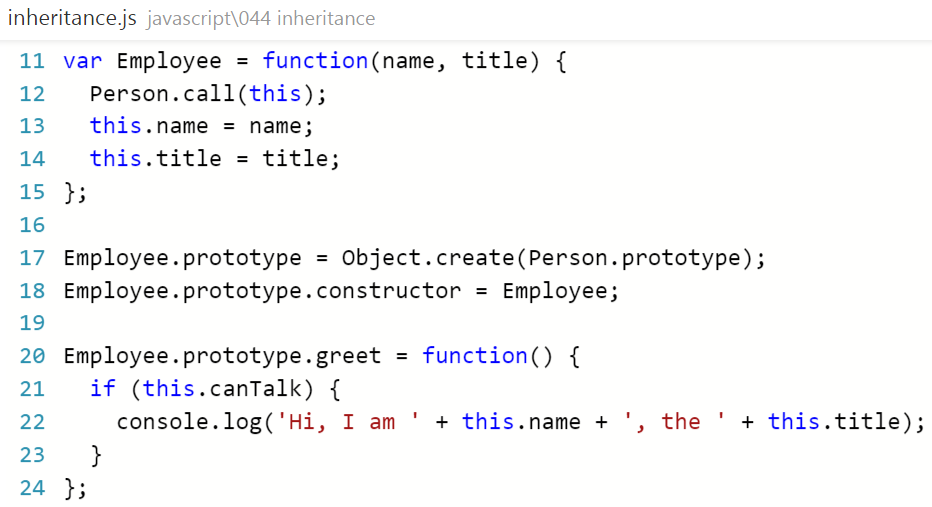 inheritance.js javascript\044 inheritance
11 var Employee = function(name, title) {
12   Person.call(this);
13   this.name = name;
14   this.title = title;
15 };
16
17 Employee.prototype = Object.create(Person.prototype);
18 Employee.prototype.constructor = Employee;
19
20 Employee.prototype.greet = function() {
21   if (this.canTalk) {
22     console.log('Hi, I am ' + this.name + ', the ' + this.title);
23   }
24 };